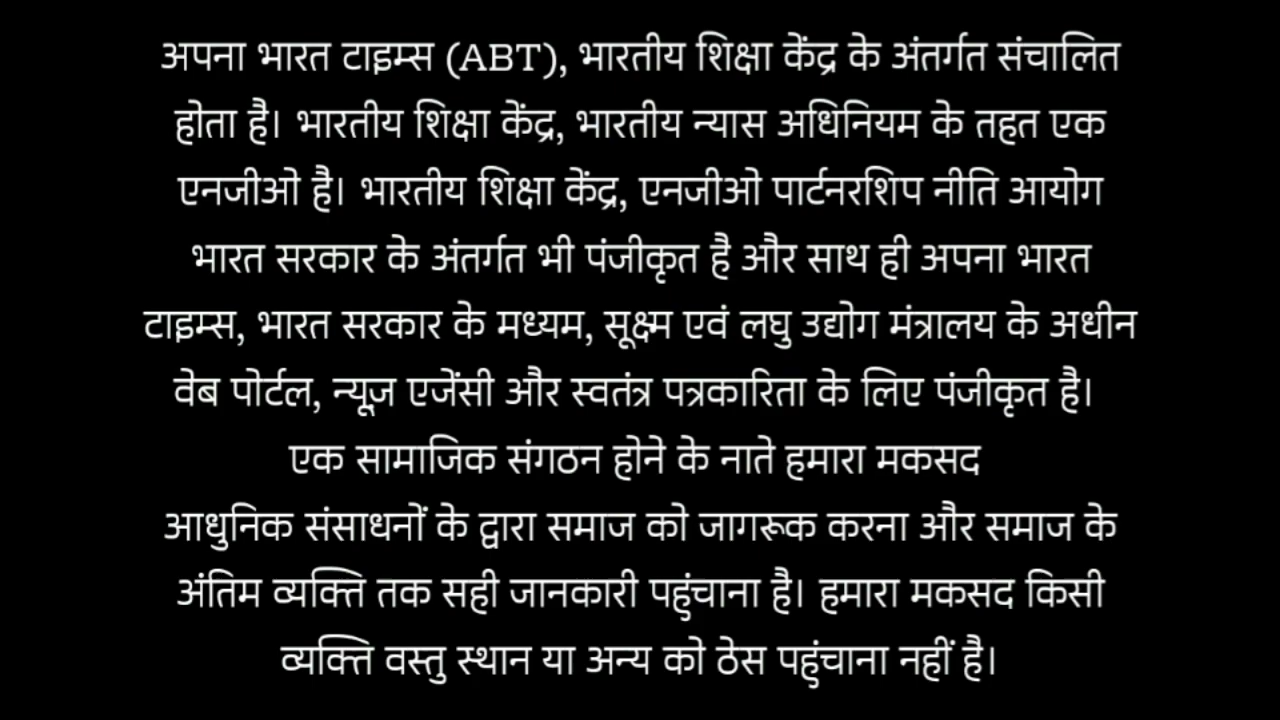 अपना भारत टाइम्स (ABT), भारतीय शिक्षा केंद्र के अंतर्गत संचालित
होता है। भारतीय शिक्षा केंद्र, भारतीय न्यास अधिनियम के तहत एक
एनजीओ है। भारतीय शिक्षा केंद्र, एनजीओ पार्टनरशिप नीति आयोग
भारत सरकार के अंतर्गत भी पंजीकृत है और साथ ही अपना भारत
टाइम्स, भारत सरकार के मध्यम, सूक्ष्म एवं लघु उद्योग मंत्रालय के अधीन
वेब पोर्टल, न्यूज़ एजेंसी और स्वतंत्र पत्रकारिता के लिए पंजीकृत है।
एक सामाजिक संगठन होने के नाते हमारा मकसद
आधुनिक संसाधनों के द्वारा समाज को जागरूक करना और समाज के
अंतिम व्यक्ति तक सही जानकारी पहुंचाना है। हमारा मकसद किसी
व्यक्ति वस्तु स्थान या अन्य को ठेस पहुंचाना नहीं है।